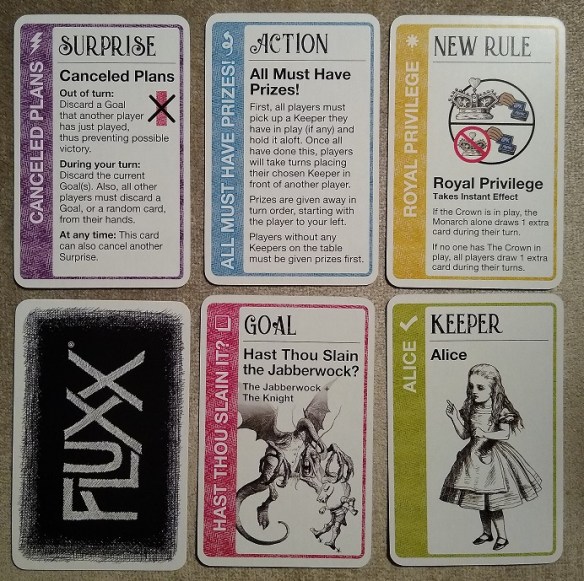 CANCELED PLANS
SURPRISE
Canceled Plans
Out of turn:
Discard a Goal
that another player
has just played,
thus preventing possible
victory.
During your turn:
Discard the current
Goal(s). Also, all other
players must discard a
Goal, or a random card,
from their hands.
At any time: This card
can also cancel another
Surprise.
ALL MUST HAVE PRIZES!
ACTION
All Must Have
Prizes!
First, all players must
pick up a Keeper they
have in play (if any) and
hold it aloft. Once all
have done this, players
will take turns placing
their chosen Keeper in
front of another player.
Prizes are given away in
turn order, starting with
the player to your left.
Players without any
Keepers on the table
must be given prizes first.
ROYAL PRIVILEGE
NEW RULE
Royal Privilege
Takes Instant Effect
If the Crown is in play, the
Monarch alone draws 1 extra
card during their turn.
If no one has The Crown in
play, all players draw 1 extra
card during their turns.
FLUXX®
HAST THOU SLAIN IT?
GOAL
Hast Thou Slain
the Jabberwock?
The Jabberwock +
The Knight
ALICE
KEEPER
Alice